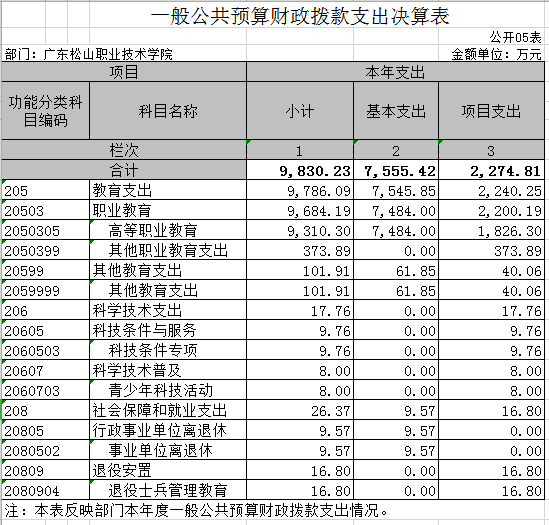 一般公共预算财政拨款支出决算表
公开05表
部门：广东松山职业技术学院 金额单位：万元
项目 本年支出
功能分类科目编码 科目名称 小计 基本支出 项目支出
栏次 1 2 3
合计 9,830.23 7,555.42 2,274.81
205 教育支出 9,786.09 7,545.85 2,240.25
20503 职业教育 9,684.19 7,484.00 2,200.19
2050305 高等职业教育 9,310.30 7,484.00 1,826.30
2050399 其他职业教育支出 373.89 0.00 373.89
20599 其他教育支出 101.91 61.85 40.06
2059999 其他教育支出 101.91 61.85 40.06
206 科学技术支出 17.76 0.00 17.76
20605 科技条件与服务 9.76 0.00 9.76
2060503 科技条件专项 9.76 0.00 9.76
20607 科学技术普及 8.00 0.00 8.00
2060703 青少年科技活动 8.00 0.00 8.00
208 社会保障和就业支出 26.37 9.57 16.80
20805 行政事业单位离退休 9.57 9.57 0.00
2080502 事业单位离退休 9.57 9.57 0.00
20809 退役安置 16.80 0.00 16.80
2080904 退役士兵管理教育 16.80 0.00 16.80
注：本表反映部门本年度一般公共预算财政拨款支出情况。